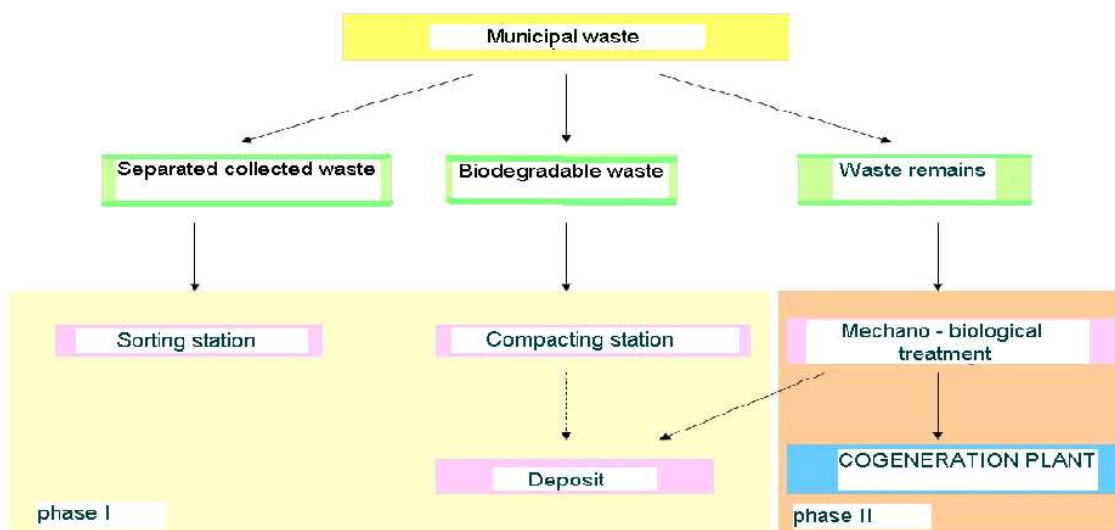 Municipal waste
Separated collected waste
Biodegradable waste
Waste remains
Sorting station
Compacting station
Mechano - biological
treatment
Deposit
COGENERATION PLANT
phase I
phase II